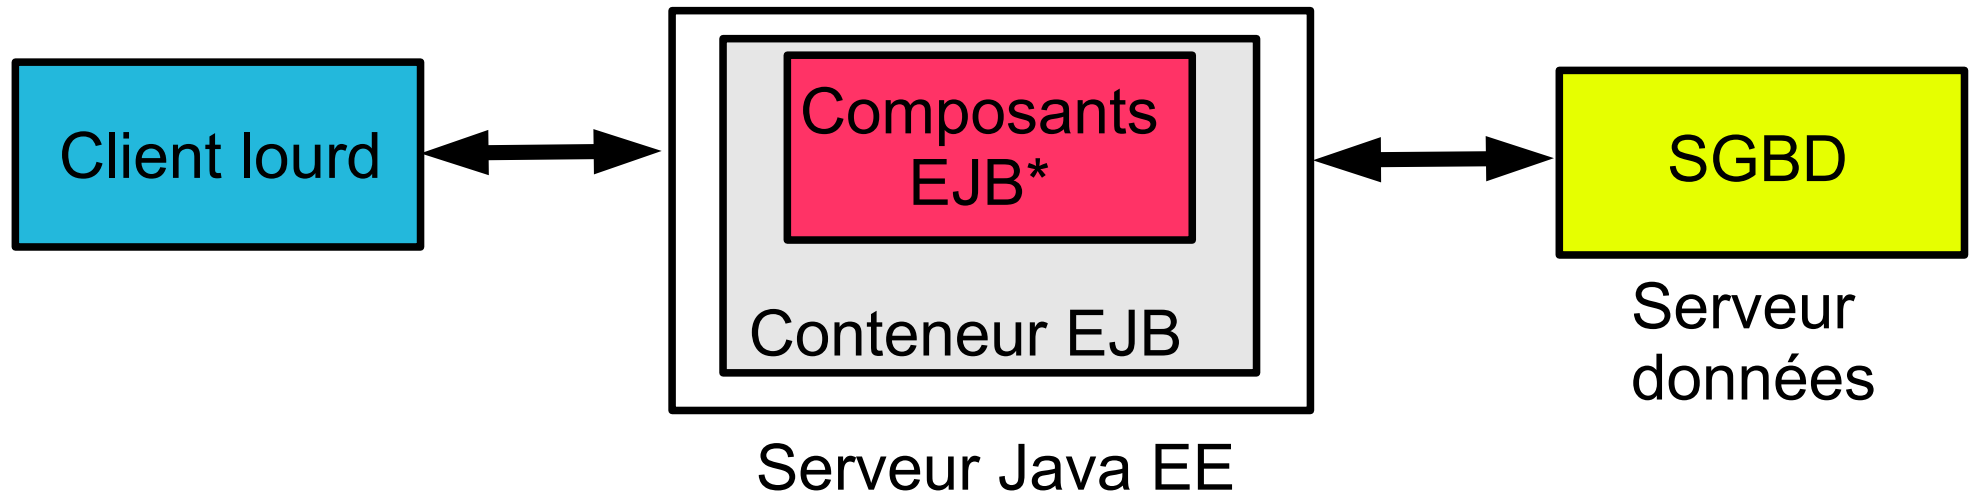 Client lourd
Composants
EJB*
Conteneur EJB
Serveur Java EE
SGBD
Serveur
données